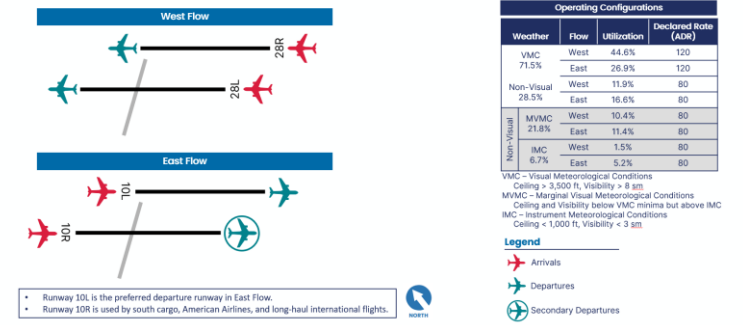 West Flow
28R
28L
East Flow
10L
10R
• Runway 10L is the preferred departure runway in East Flow.
• Runway 10R is used by south cargo, American Airlines, and long-haul international flights.
NORTH
Operating Configurations
Weather Flow Utilization Declared Rate (ADR)
VMC 71.5% West 44.6% 120
East 26.9% 120
Non-Visual 28.5% West 11.9% 80
East 16.6% 80
Non-Visual MVMC 21.8% West 10.4% 80
East 11.4% 80
IMC 6.7% West 1.5% 80
East 5.2% 80
VMC – Visual Meteorological Conditions
Ceiling > 3,500 ft, Visibility > 8 sm
MVMC – Marginal Visual Meteorological Conditions
Ceiling and Visibility below VMC minima but above IMC
IMC – Instrument Meteorological Conditions
Ceiling < 1,000 ft, Visibility < 3 sm
Legend
Arrivals
Departures
Secondary Departures